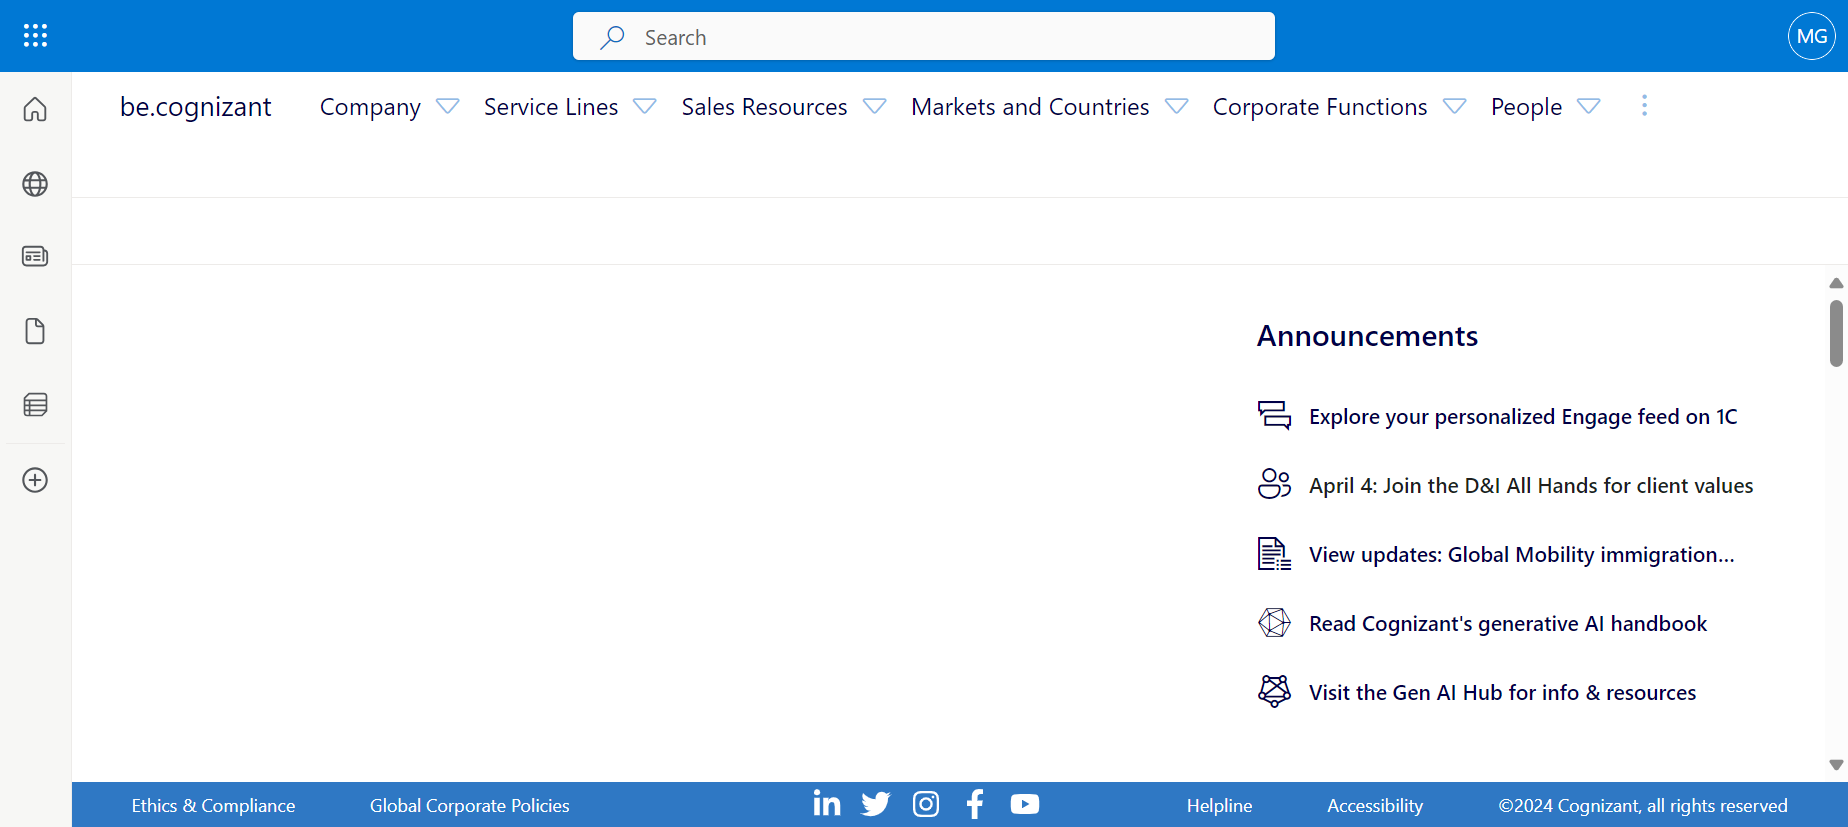 Search
MG
be.cognizant
Company
Service Lines
Sales Resources
Markets and Countries
Corporate Functions
People
Announcements
Explore your personalized Engage feed on 1C
April 4: Join the D&I All Hands for client values
View updates: Global Mobility immigration...
Read Cognizant's generative AI handbook
Visit the Gen AI Hub for info & resources
Ethics & Compliance
Global Corporate Policies
Helpline
Accessibility
©2024 Cognizant, all rights reserved